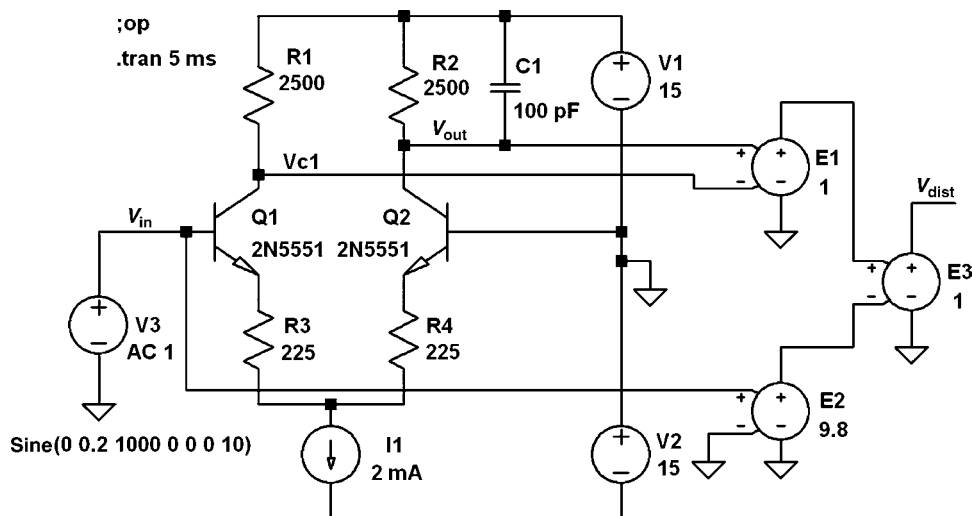 ;op
.tran 5 ms
R1
2500
R2
2500
C1
100 pF
V1
15
Vout
Vc1
+
−
+
−
E1
1
Vin
Q1
2N5551
Q2
2N5551
Vdist
+
−
+
−
E3
1
+
−
V3
AC 1
R3
225
R4
225
+
−
+
−
E2
9.8
Sine(0 0.2 1000 0 0 0 10)
I1
2 mA
+
−
V2
15
+
−